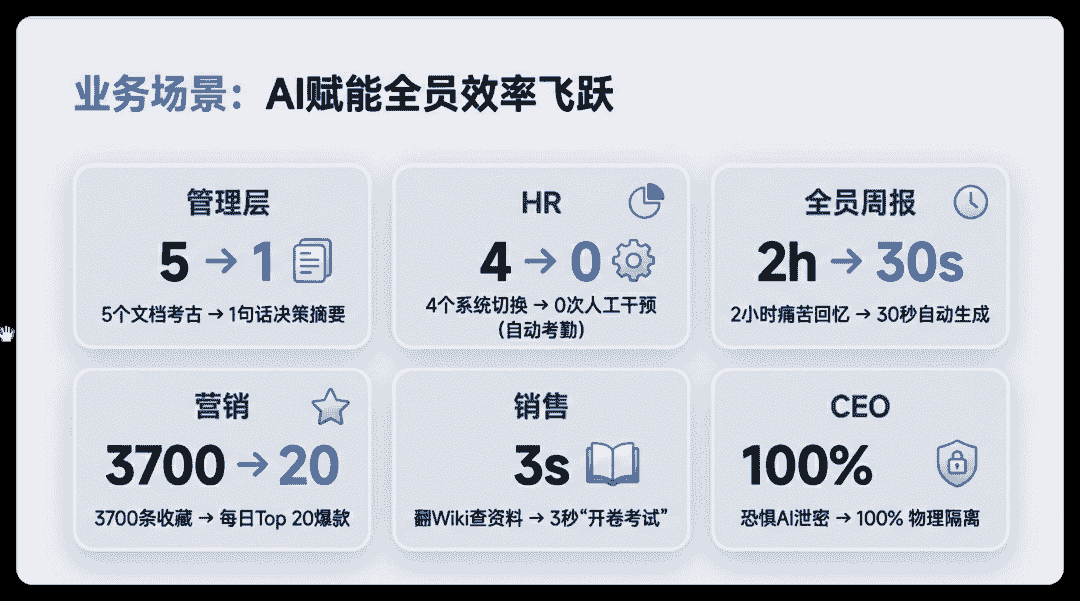 业务场景：AI赋能全员效率飞跃
管理层
5 → 1
5个文档考古 → 1句话决策摘要
HR
4 → 0
4个系统切换 → 0次人工干预
（自动考勤）
全员周报
2h → 30s
2小时痛苦回忆 → 30秒自动生成
营销
3700 → 20
3700条收藏 → 每日Top 20爆款
销售
3s
翻Wiki查资料 → 3秒“开卷考试”
CEO
100%
恐惧AI泄密 → 100% 物理隔离